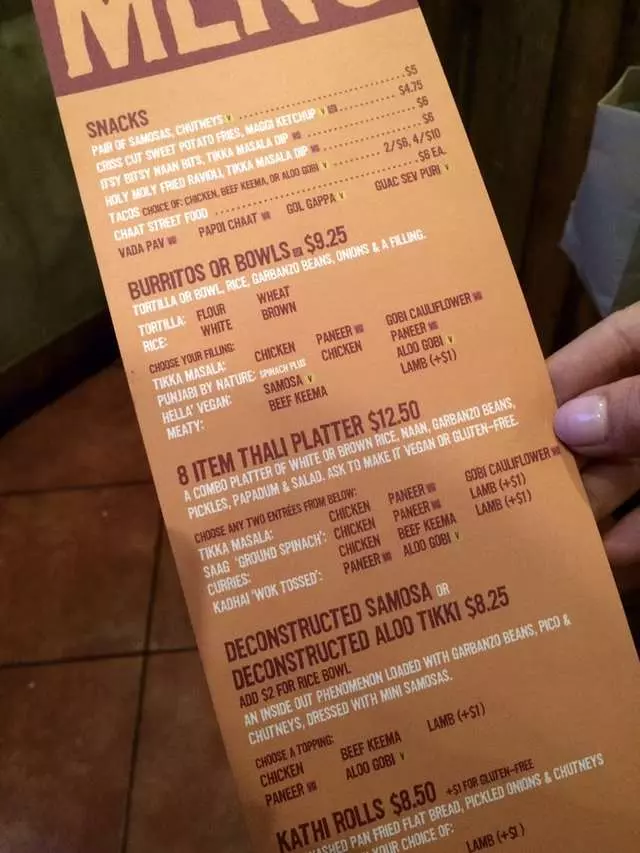 MENU
SNACKS
PAIR OF SAMOSAS, CHUTNEYS V ........ $5
CRISS CUT SWEET POTATO FRIES, MAGGI KETCHUP V ........ $4.75
ITSY BITSY NAAN BITS, TIKKA MASALA DIP ........ $6
HOLY MOLY FRIED RAVIOLI, TIKKA MASALA DIP ........ $6
TACOS CHOICE OF: CHICKEN, BEEF KEEMA, OR ALOO GOBI V ........ 2/$6, 4/$10
CHAAT STREET FOOD ........ $6 EA.
VADA PAV PAPDI CHAAT GOL GAPPA V GUAC SEV PURI V
BURRITOS OR BOWLS $9.25
TORTILLA OR BOWL, RICE, GARBANZO BEANS, ONIONS & A FILLING.
TORTILLA: FLOUR WHEAT
RICE: WHITE BROWN
CHOOSE YOUR FILLING:
TIKKA MASALA: CHICKEN PANEER GOBI CAULIFLOWER
PUNJABI BY NATURE: SPINACH PLUS CHICKEN PANEER
HELLA' VEGAN: SAMOSA V ALOO GOBI V
MEATY: BEEF KEEMA LAMB (+$1)
8 ITEM THALI PLATTER $12.50
A COMBO PLATTER OF WHITE OR BROWN RICE, NAAN, GARBANZO BEANS,
PICKLES, PAPADUM & SALAD. ASK TO MAKE IT VEGAN OR GLUTEN-FREE.
CHOOSE ANY TWO ENTRÉES FROM BELOW:
TIKKA MASALA: CHICKEN PANEER GOBI CAULIFLOWER
SAAG 'GROUND SPINACH': CHICKEN PANEER LAMB (+$1)
CURRIES: CHICKEN BEEF KEEMA LAMB (+$1)
KADHAI 'WOK TOSSED': PANEER ALOO GOBI V
DECONSTRUCTED SAMOSA OR
DECONSTRUCTED ALOO TIKKI $8.25
ADD $2 FOR RICE BOWL
AN INSIDE OUT PHENOMENON LOADED WITH GARBANZO BEANS, PICO &
CHUTNEYS, DRESSED WITH MINI SAMOSAS.
CHOOSE A TOPPING:
CHICKEN BEEF KEEMA LAMB (+$1)
PANEER ALOO GOBI V
KATHI ROLLS $8.50 +$1 FOR GLUTEN-FREE
PAN FRIED FLAT BREAD, PICKLED ONIONS & CHUTNEYS
YOUR CHOICE OF:
LAMB (+$1)